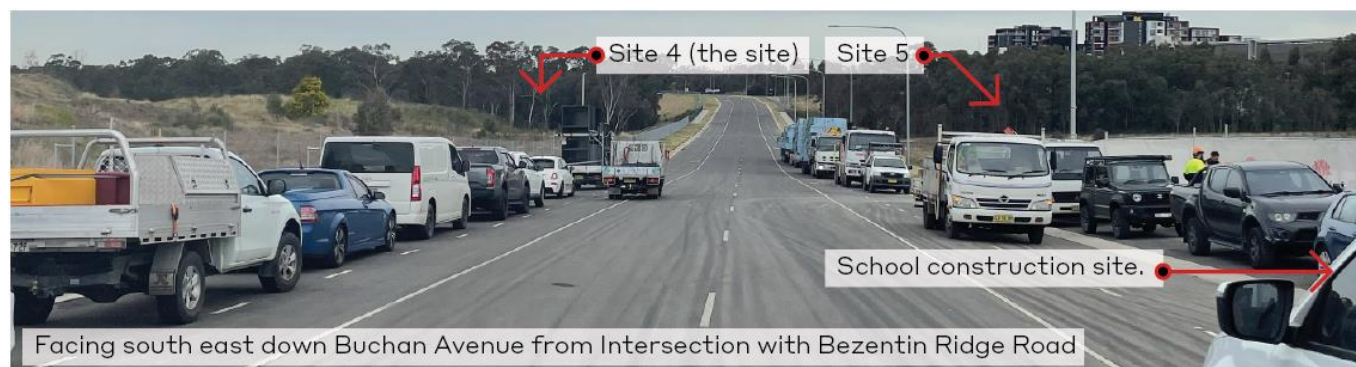 Site 4 (the site)
Site 5
School construction site.
Facing south east down Buchan Avenue from Intersection with Bezentin Ridge Road